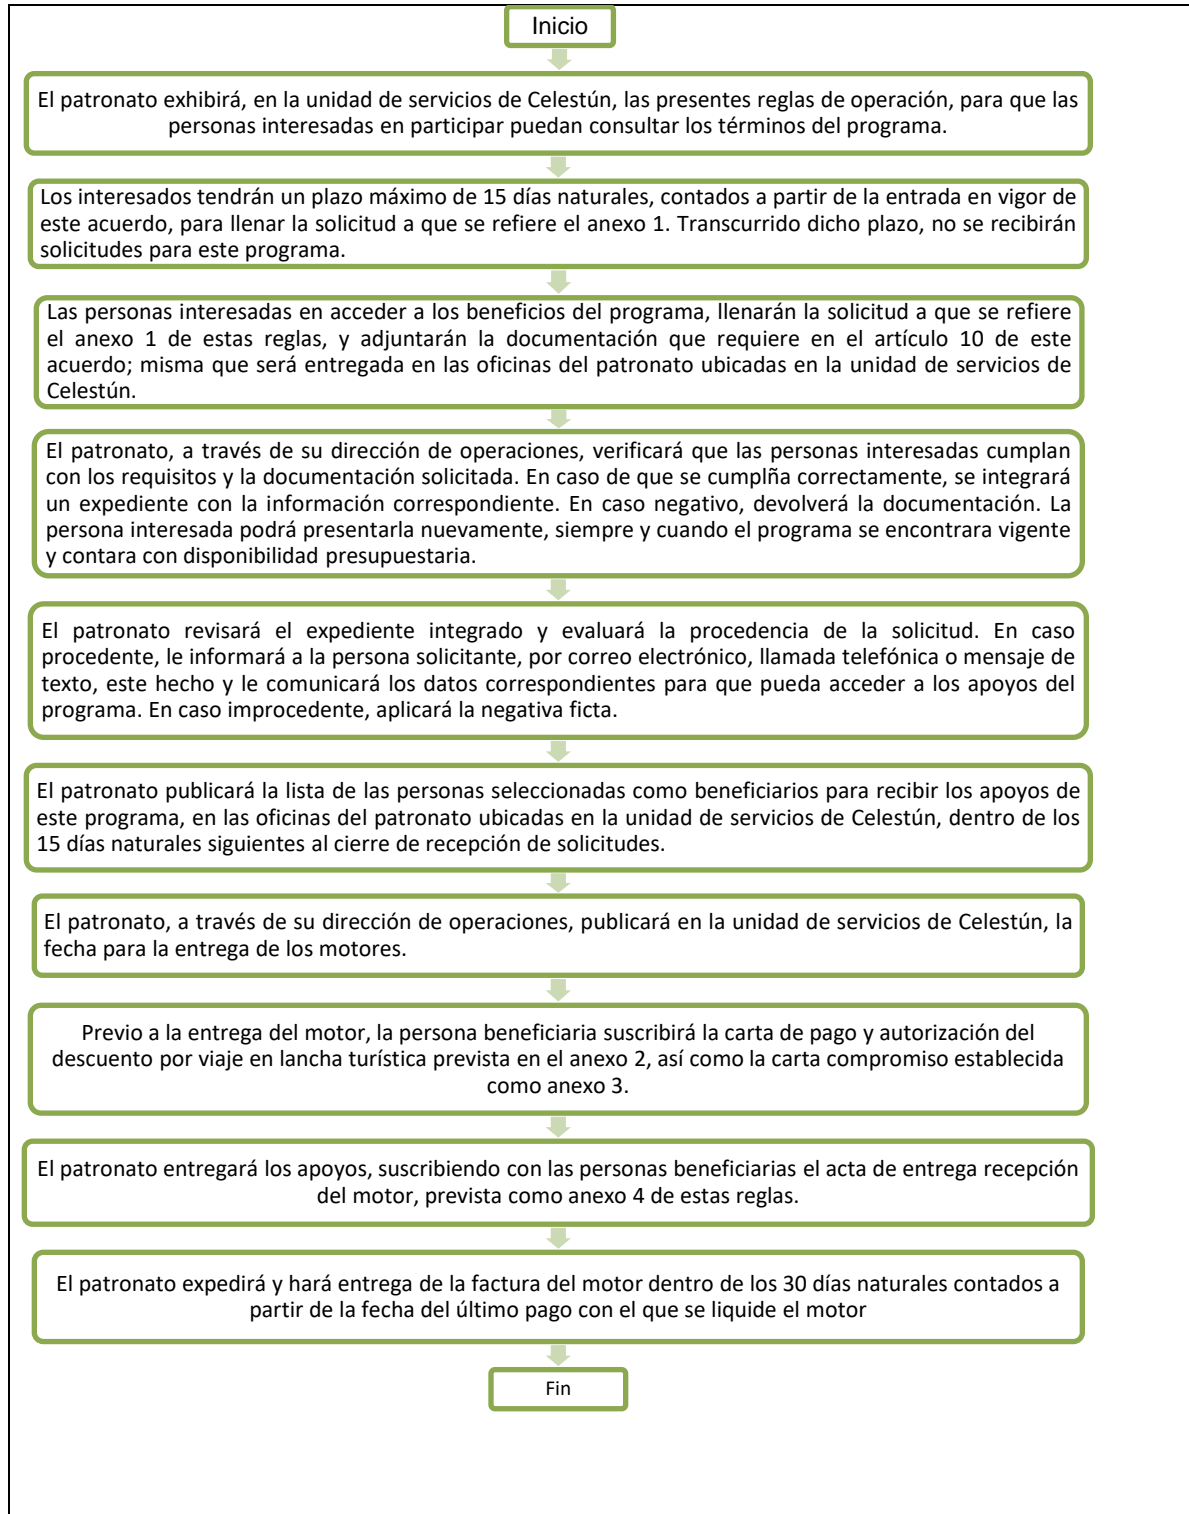 Inicio
El patronato exhibirá, en la unidad de servicios de Celestún, las presentes reglas de operación, para que las
personas interesadas en participar puedan consultar los términos del programa.
Los interesados tendrán un plazo máximo de 15 días naturales, contados a partir de la entrada en vigor de
este acuerdo, para llenar la solicitud a que se refiere el anexo 1. Transcurrido dicho plazo, no se recibirán
solicitudes para este programa.
Las personas interesadas en acceder a los beneficios del programa, llenarán la solicitud a que se refiere
el anexo 1 de estas reglas, y adjuntarán la documentación que requiere en el artículo 10 de este
acuerdo; misma que será entregada en las oficinas del patronato ubicadas en la unidad de servicios de
Celestún.
El patronato, a través de su dirección de operaciones, verificará que las personas interesadas cumplan
con los requisitos y la documentación solicitada. En caso de que se cumplña correctamente, se integrará
un expediente con la información correspondiente. En caso negativo, devolverá la documentación. La
persona interesada podrá presentarla nuevamente, siempre y cuando el programa se encontrara vigente
y contara con disponibilidad presupuestaria.
El patronato revisará el expediente integrado y evaluará la procedencia de la solicitud. En caso
procedente, le informará a la persona solicitante, por correo electrónico, llamada telefónica o mensaje de
texto, este hecho y le comunicará los datos correspondientes para que pueda acceder a los apoyos del
programa. En caso improcedente, aplicará la negativa ficta.
El patronato publicará la lista de las personas seleccionadas como beneficiarios para recibir los apoyos de
este programa, en las oficinas del patronato ubicadas en la unidad de servicios de Celestún, dentro de los
15 días naturales siguientes al cierre de recepción de solicitudes.
El patronato, a través de su dirección de operaciones, publicará en la unidad de servicios de Celestún, la
fecha para la entrega de los motores.
Previo a la entrega del motor, la persona beneficiaria suscribirá la carta de pago y autorización del
descuento por viaje en lancha turística prevista en el anexo 2, así como la carta compromiso establecida
como anexo 3.
El patronato entregará los apoyos, suscribiendo con las personas beneficiarias el acta de entrega recepción
del motor, prevista como anexo 4 de estas reglas.
El patronato expedirá y hará entrega de la factura del motor dentro de los 30 días naturales contados a
partir de la fecha del último pago con el que se liquide el motor
Fin